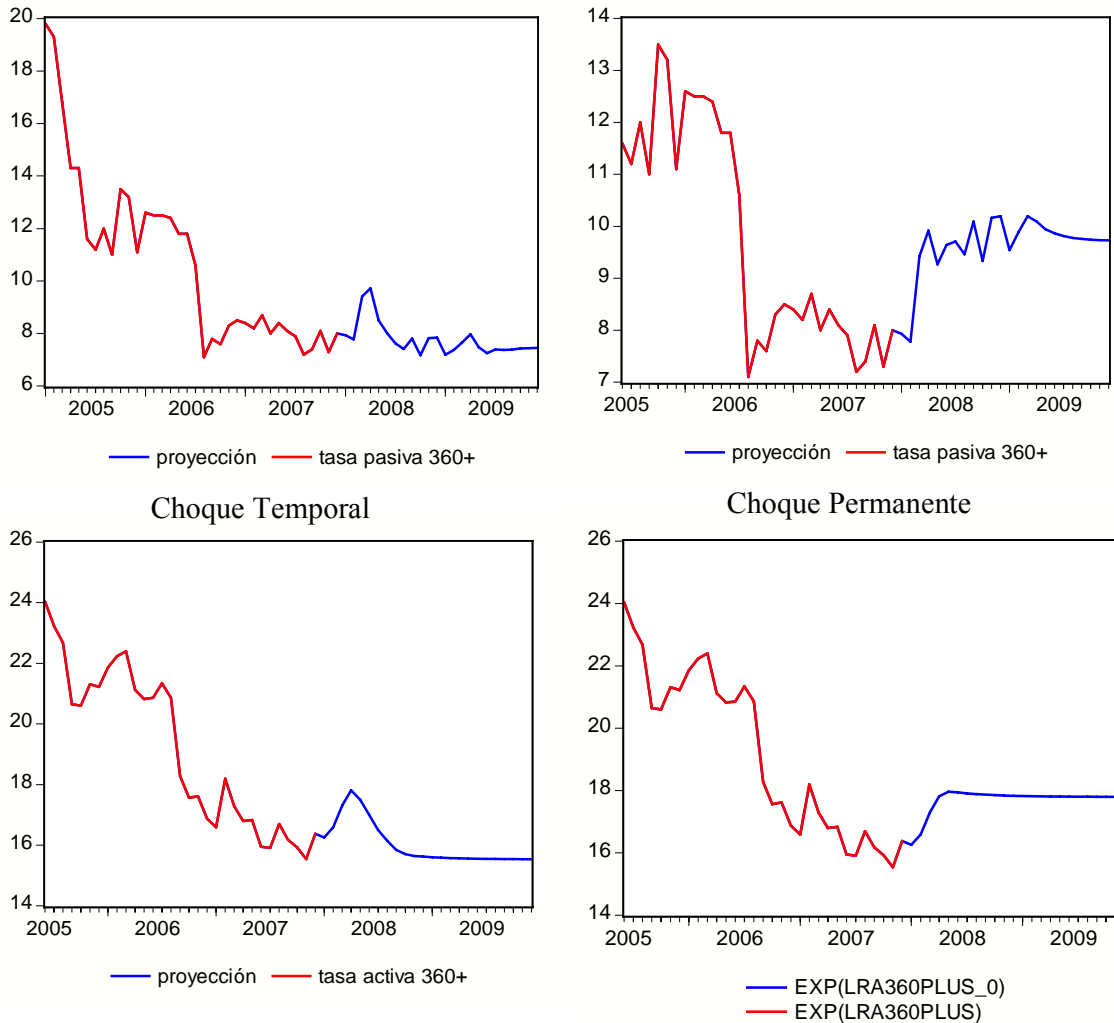 20
18
16
14
12
10
8
6
2005 2006 2007 2008 2009
proyección tasa pasiva 360+
14
13
12
11
10
9
8
7
2005 2006 2007 2008 2009
proyección tasa pasiva 360+
Choque Temporal
Choque Permanente
26
24
22
20
18
16
14
2005 2006 2007 2008 2009
proyección tasa activa 360+
26
24
22
20
18
16
14
2005 2006 2007 2008 2009
EXP(LRA360PLUS_0)
EXP(LRA360PLUS)